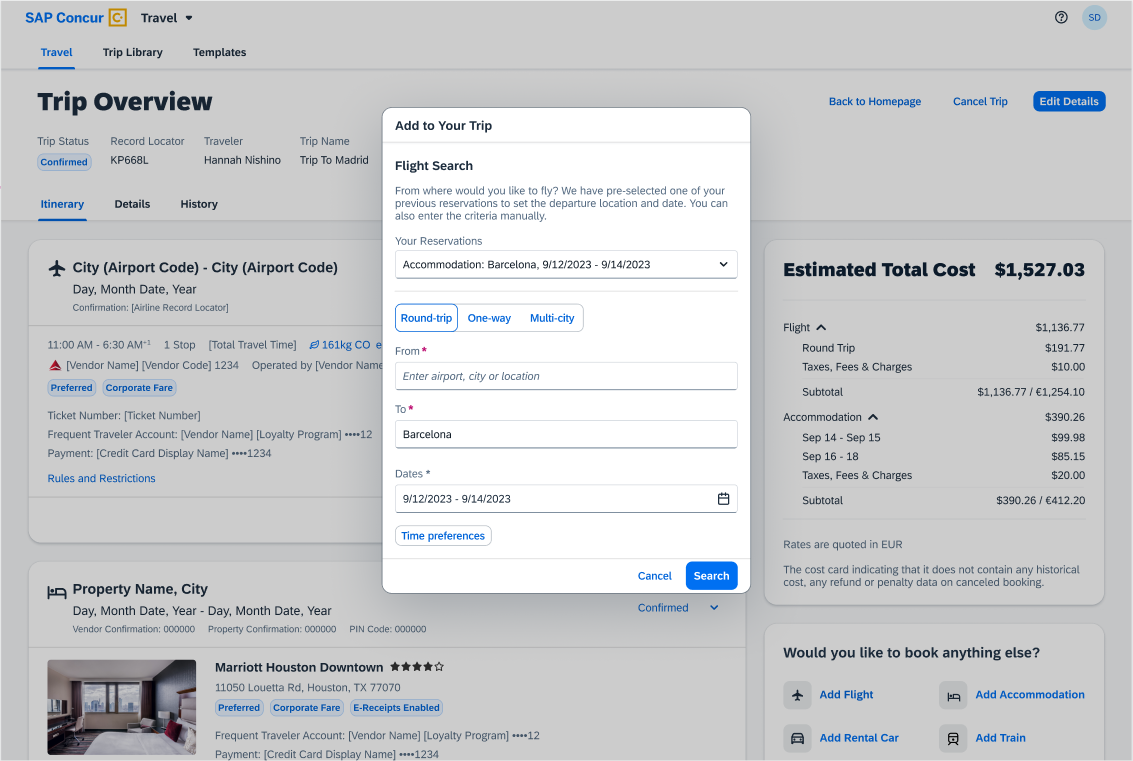 SAP Concur C Travel
SD
Travel Trip Library Templates
Trip Overview
Back to Homepage Cancel Trip Edit Details
Trip Status Record Locator Traveler Trip Name
Confirmed KP668L Hannah Nishino Trip To Madrid
Itinerary Details History
City (Airport Code) - City (Airport Code)
Day, Month Date, Year
Confirmation: [Airline Record Locator]
11:00 AM - 6:30 AM+1 1 Stop [Total Travel Time] 161kg CO e
[Vendor Name] [Vendor Code] 1234 Operated by [Vendor Name
Preferred Corporate Fare
Ticket Number: [Ticket Number]
Frequent Traveler Account: [Vendor Name] [Loyalty Program] ••••12
Payment: [Credit Card Display Name] ••••1234
Rules and Restrictions
Property Name, City
Day, Month Date, Year - Day, Month Date, Year
Confirmed
Vendor Confirmation: 000000 Property Confirmation: 000000 PIN Code: 000000
Marriott Houston Downtown
11050 Louetta Rd, Houston, TX 77070
Preferred Corporate Fare E-Receipts Enabled
Frequent Traveler Account: [Vendor Name] [Loyalty Program] ••••12
Payment: [Credit Card Display Name] ••••1234
Add to Your Trip
Flight Search
From where would you like to fly? We have pre-selected one of your
previous reservations to set the departure location and date. You can
also enter the criteria manually.
Your Reservations
Accommodation: Barcelona, 9/12/2023 - 9/14/2023
Round-trip One-way Multi-city
From *
Enter airport, city or location
To *
Barcelona
Dates *
9/12/2023 - 9/14/2023
Time preferences
Cancel Search
Estimated Total Cost $1,527.03
Flight $1,136.77
Round Trip $191.77
Taxes, Fees & Charges $10.00
Subtotal $1,136.77 / €1,254.10
Accommodation $390.26
Sep 14 - Sep 15 $99.98
Sep 16 - 18 $85.15
Taxes, Fees & Charges $20.00
Subtotal $390.26 / €412.20
Rates are quoted in EUR
The cost card indicating that it does not contain any historical
cost, any refund or penalty data on canceled booking.
Would you like to book anything else?
Add Flight Add Accommodation
Add Rental Car Add Train